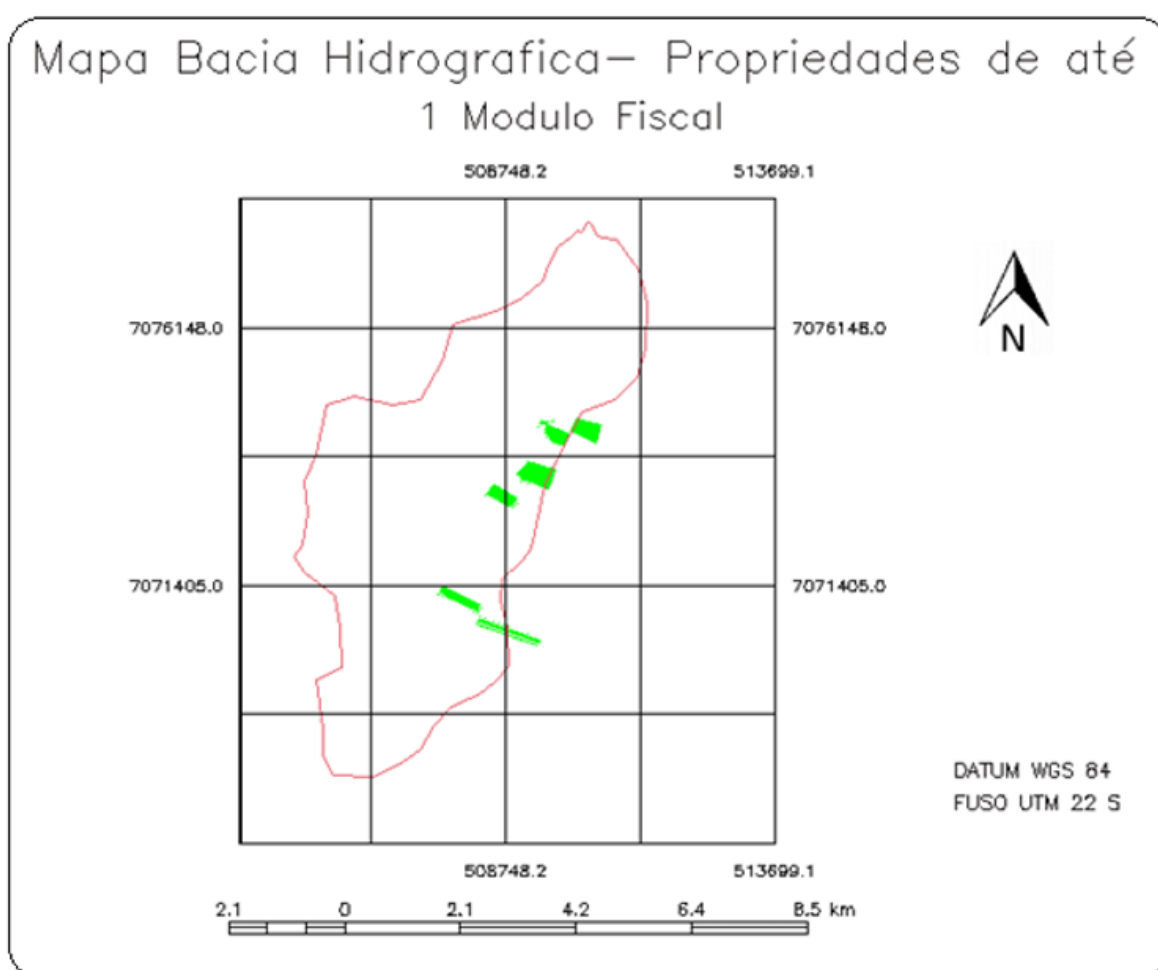 Mapa Bacia Hidrografica- Propriedades de até
1 Modulo Fiscal
508748.2 513699.1
7076148.0 7076148.0
7071405.0 7071405.0
508748.2 513699.1
N
DATUM WGS 84
FUSO UTM 22 S
2.1 0 2.1 4.2 6.4 8.5 km